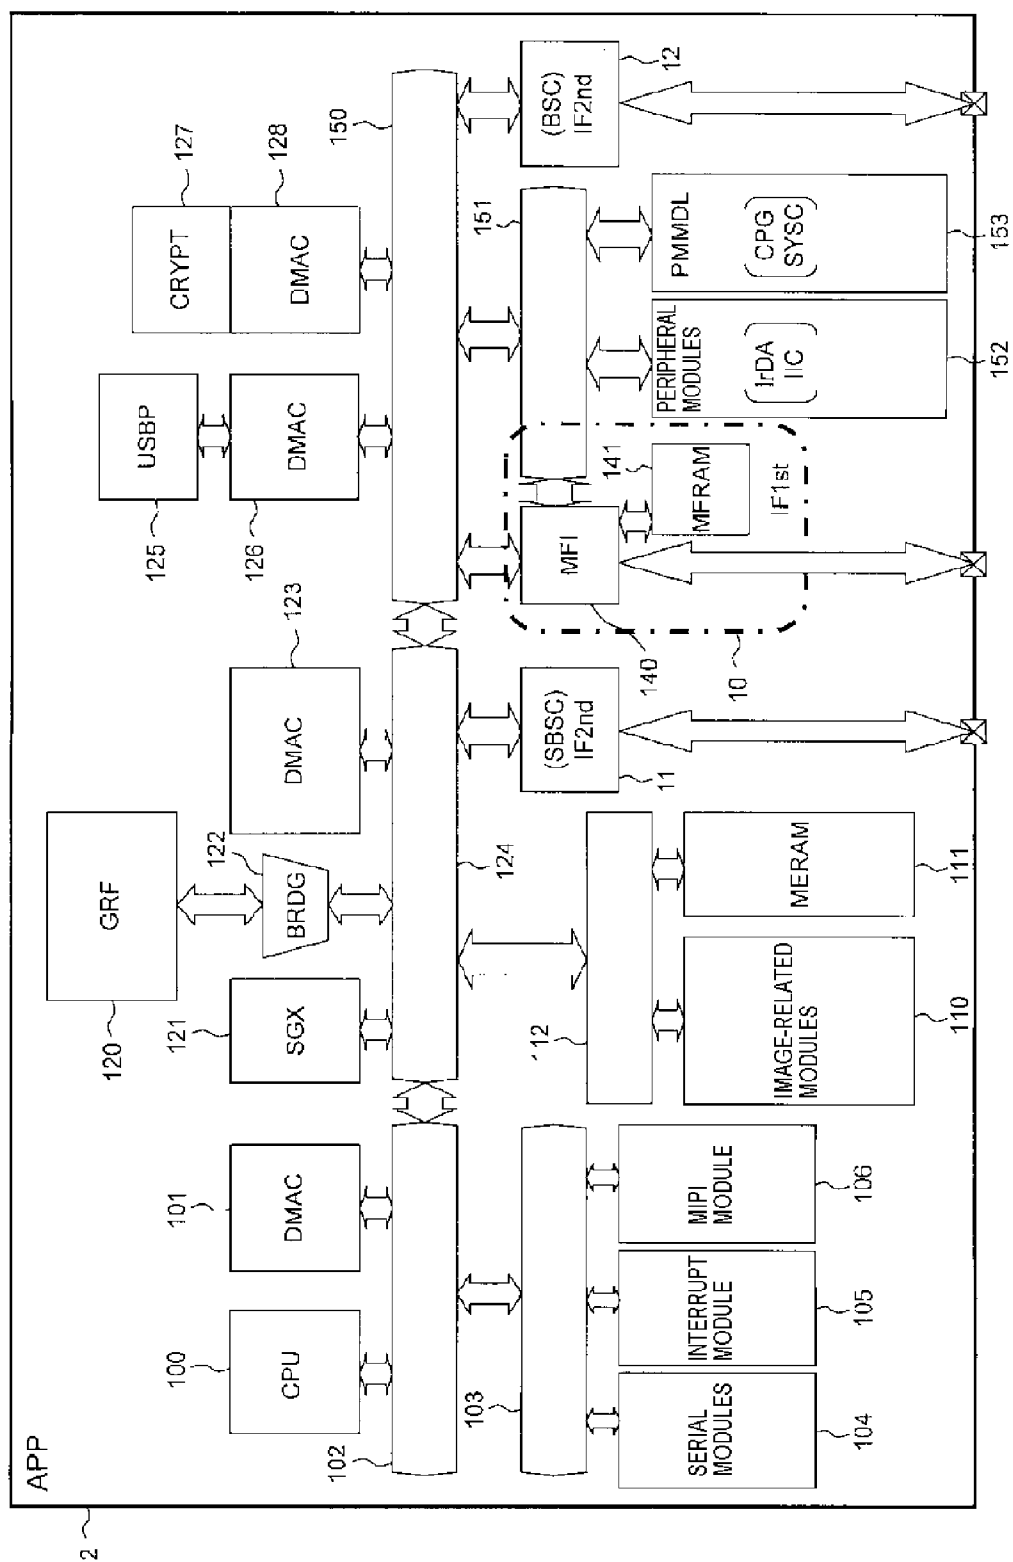 2
APP
CPU
100
DMAC
101
102
SGX
121
GRF
120
BRDG
122
DMAC
123
124
USBP
125
DMAC
126
CRYPT
127
DMAC
128
150
103
SERIAL
MODULES
104
INTERRUPT
MODULE
105
MIPI
MODULE
106
112
IMAGE-RELATED
MODULES
110
MERAM
111
(SBSC)
IF2nd
11
MFI
140
10
MFRAM
141
IF1st
151
PERIPHERAL
MODULES
IrDA
IIC
152
PMMDL
CPG
SYSC
153
(BSC)
IF2nd
12